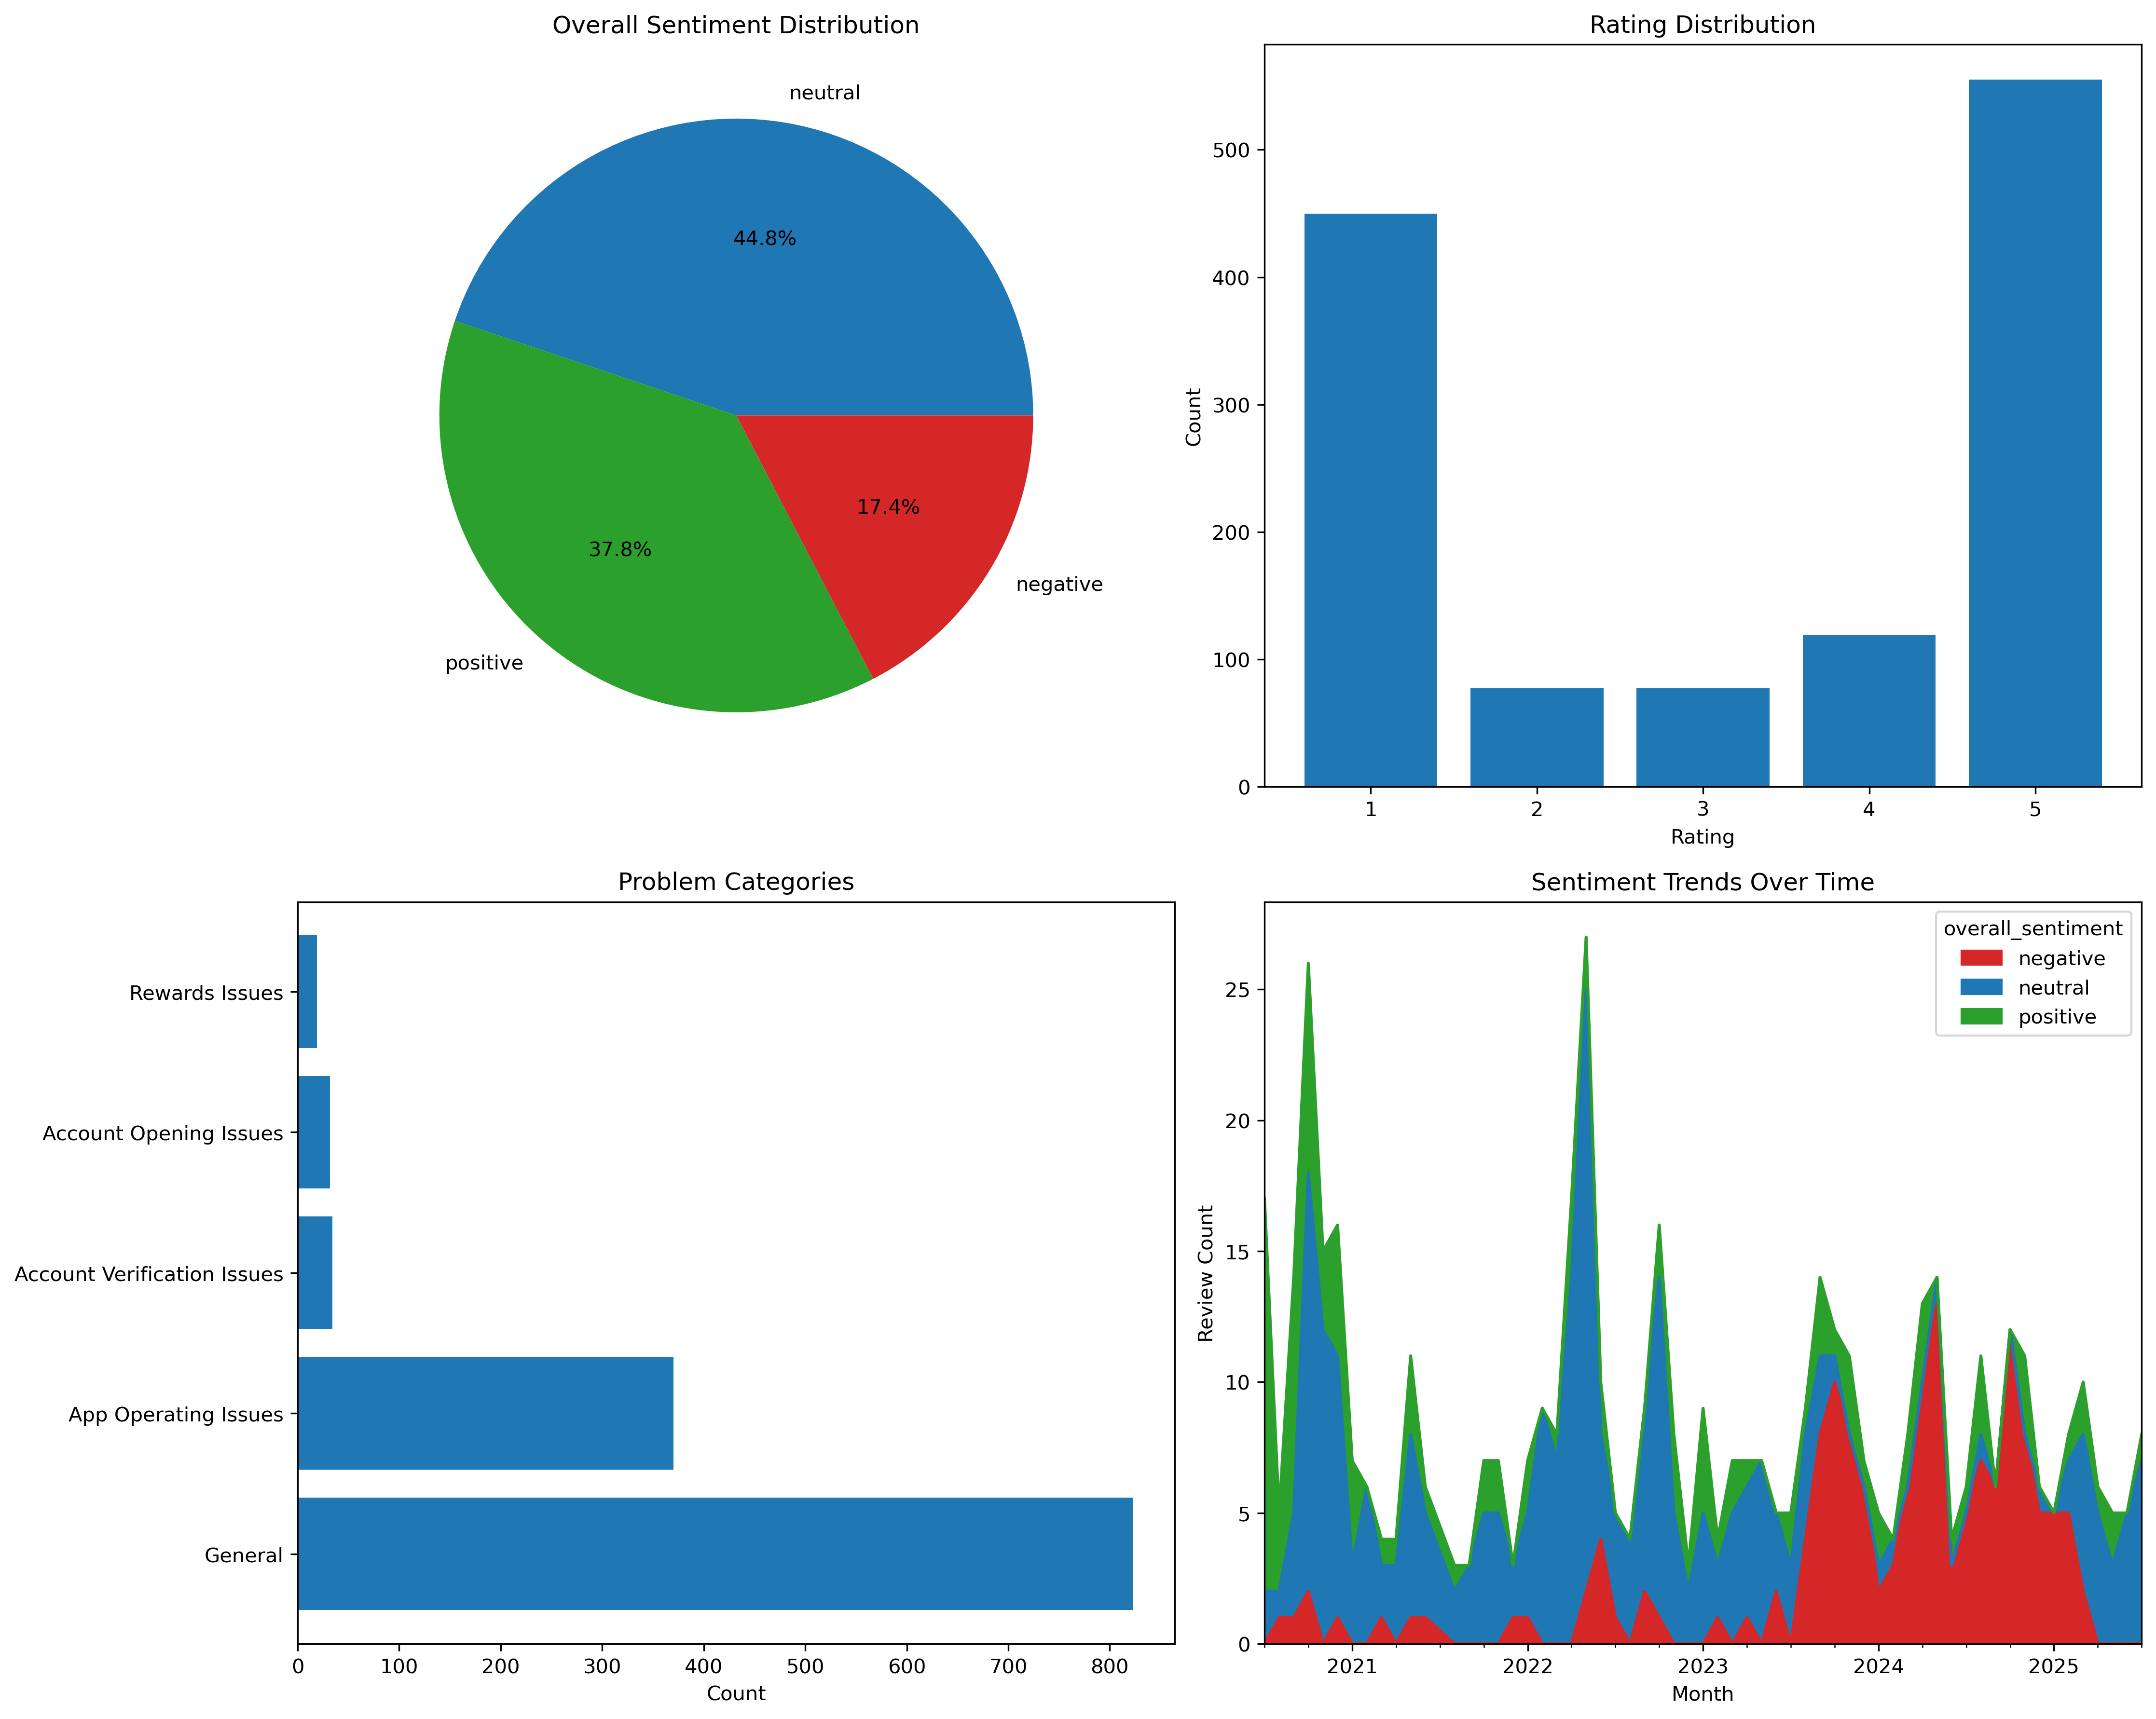 Overall Sentiment Distribution
neutral
44.8%
17.4%
37.8%
negative
positive
Rating Distribution
500
400
300
200
100
0
Count
1 2 3 4 5
Rating
Problem Categories
Rewards Issues
Account Opening Issues
Account Verification Issues
App Operating Issues
General
0 100 200 300 400 500 600 700 800
Count
Sentiment Trends Over Time
overall_sentiment
negative
neutral
positive
25
20
15
10
5
0
Review Count
2021 2022 2023 2024 2025
Month